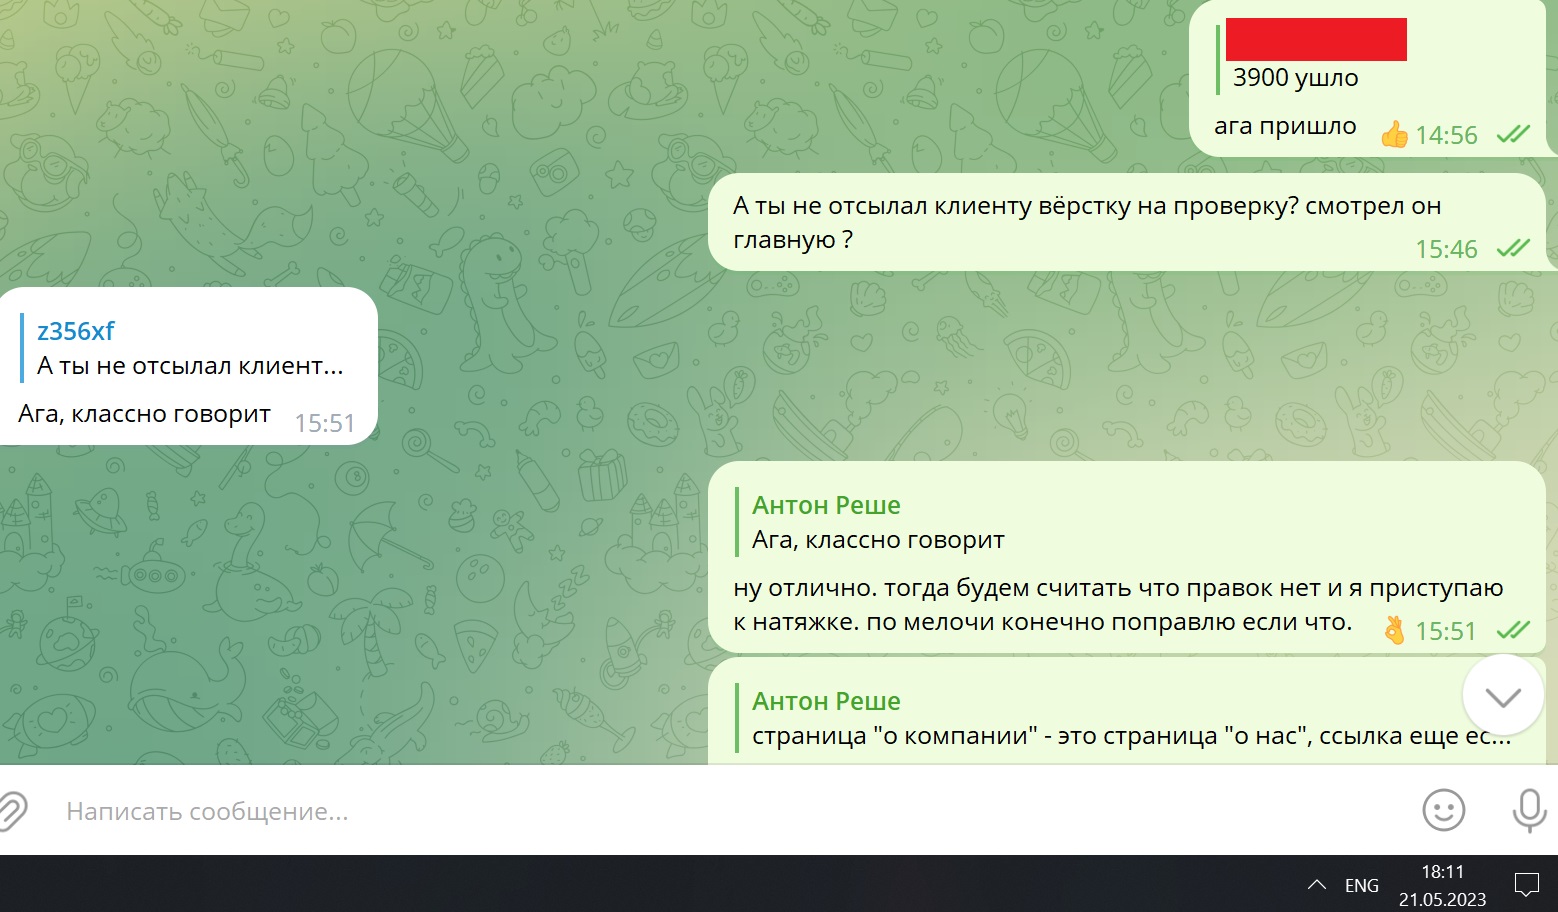 3900 ушло
ага пришло 14:56
А ты не отсылал клиенту вёрстку на проверку? смотрел он
главную ?
15:46
z356xf
А ты не отсылал клиент...
Ага, классно говорит 15:51
Антон Реше
Ага, классно говорит
ну отлично. тогда будем считать что правок нет и я приступаю
к натяжке. по мелочи конечно поправлю если что. 15:51
Антон Реше
страница "о компании" - это страница "о нас", ссылка еще ес...
Написать сообщение...
18:11
ENG
21.05.2023